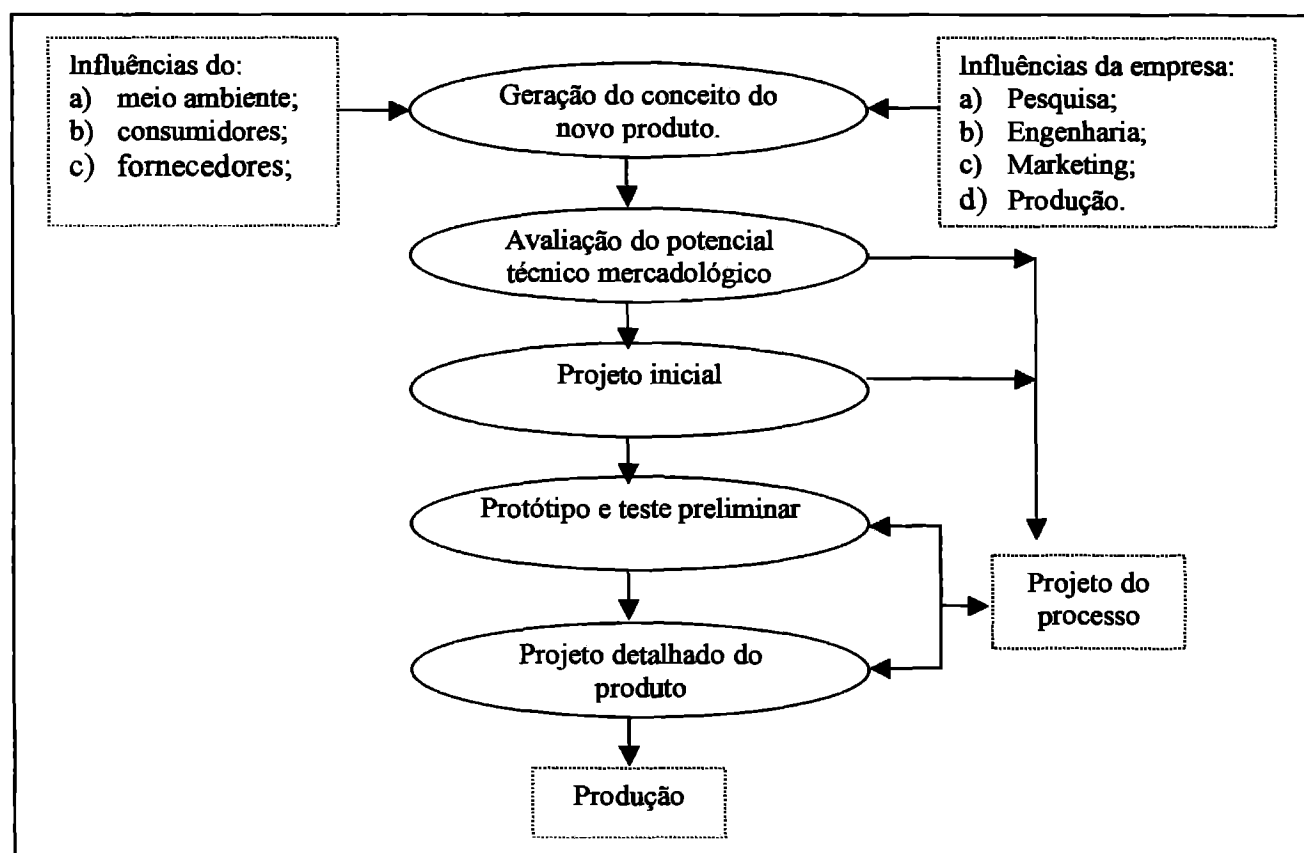 Influências do:
a) meio ambiente;
b) consumidores;
c) fornecedores;
Geração do conceito do
novo produto.
Influências da empresa:
a) Pesquisa;
b) Engenharia;
c) Marketing;
d) Produção.
Avaliação do potencial
técnico mercadológico
Projeto inicial
Protótipo e teste preliminar
Projeto do
processo
Projeto detalhado do
produto
Produção